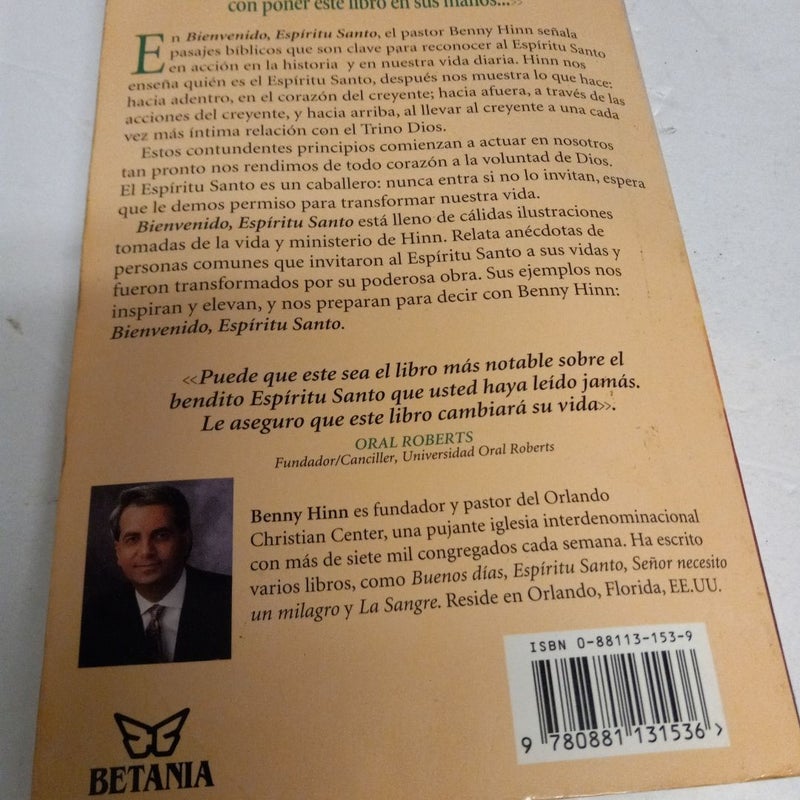 con poner este libro en sus manos...»
En Bienvenido, Espíritu Santo, el pastor Benny Hinn señala
pasajes bíblicos que son clave para reconocer al Espíritu Santo
en acción en la historia y en nuestra vida diaria. Hinn nos
enseña quién es el Espíritu Santo, después nos muestra lo que hace:
hacia adentro, en el corazón del creyente; hacia afuera, a través de las
acciones del creyente, y hacia arriba, al llevar al creyente a una cada
vez más íntima relación con el Trino Dios.
Estos contundentes principios comienzan a actuar en nosotros
tan pronto nos rendimos de todo corazón a la voluntad de Dios.
El Espíritu Santo es un caballero: nunca entra si no lo invitan, espera
que le demos permiso para transformar nuestra vida.
Bienvenido, Espíritu Santo está lleno de cálidas ilustraciones
tomadas de la vida y ministerio de Hinn. Relata anécdotas de
personas comunes que invitaron al Espíritu Santo a sus vidas y
fueron transformados por su poderosa obra. Sus ejemplos nos
inspiran y elevan, y nos preparan para decir con Benny Hinn:
Bienvenido, Espíritu Santo.
«Puede que este sea el libro más notable sobre el
bendito Espíritu Santo que usted haya leído jamás.
Le aseguro que este libro cambiará su vida».
ORAL ROBERTS
Fundador/Canciller, Universidad Oral Roberts
Benny Hinn es fundador y pastor del Orlando
Christian Center, una pujante iglesia interdenominacional
con más de siete mil congregados cada semana. Ha escrito
varios libros, como Buenos días, Espíritu Santo, Señor necesito
un milagro y La Sangre. Reside en Orlando, Florida, EE.UU.
ISBN 0-88113-153-9
9 780881 131536 >
BETANIA